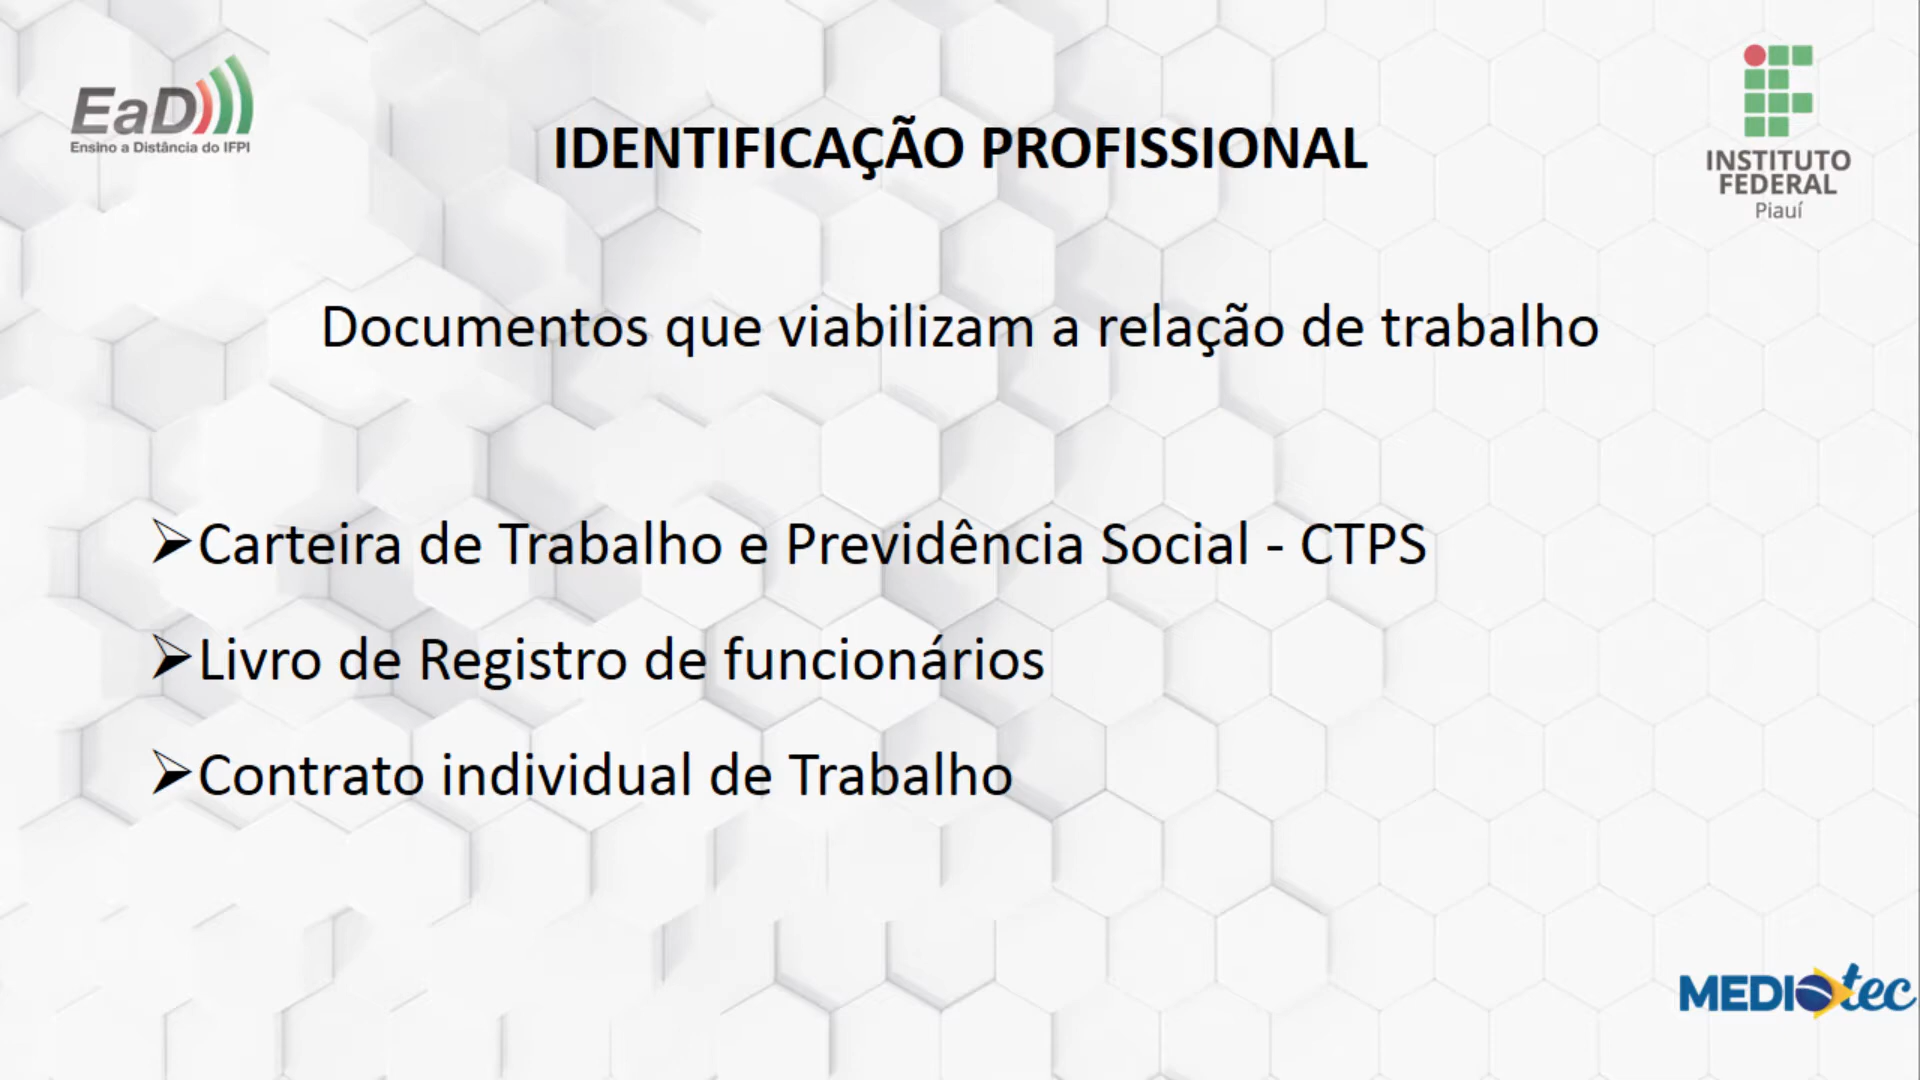 EaD
Ensino a Distância do IFPI
IDENTIFICAÇÃO PROFISSIONAL
INSTITUTO
FEDERAL
Piauí
Documentos que viabilizam a relação de trabalho
➢Carteira de Trabalho e Previdência Social - CTPS
➢Livro de Registro de funcionários
➢Contrato individual de Trabalho
MEDIOtec